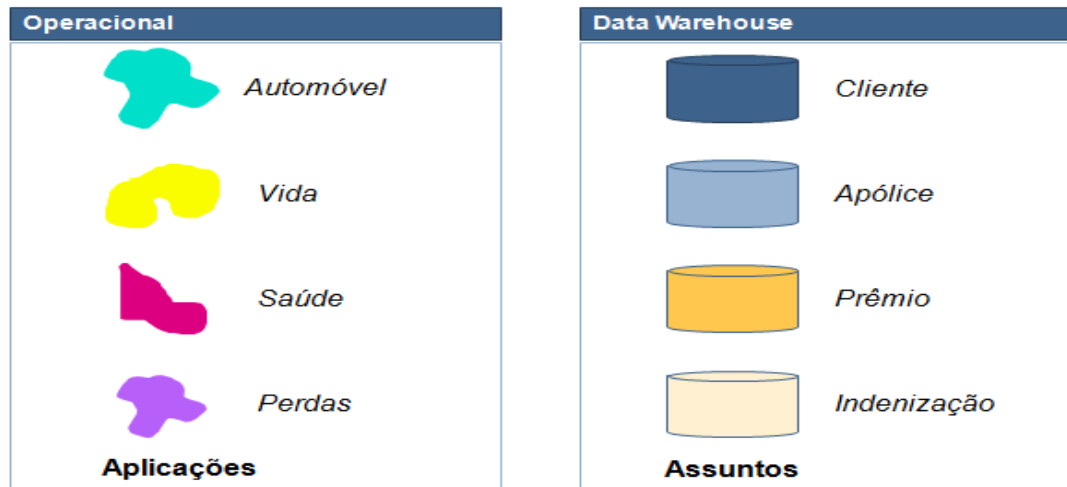 Operacional
Automóvel
Vida
Saúde
Perdas
Aplicações
Data Warehouse
Cliente
Apólice
Prêmio
Indenização
Assuntos